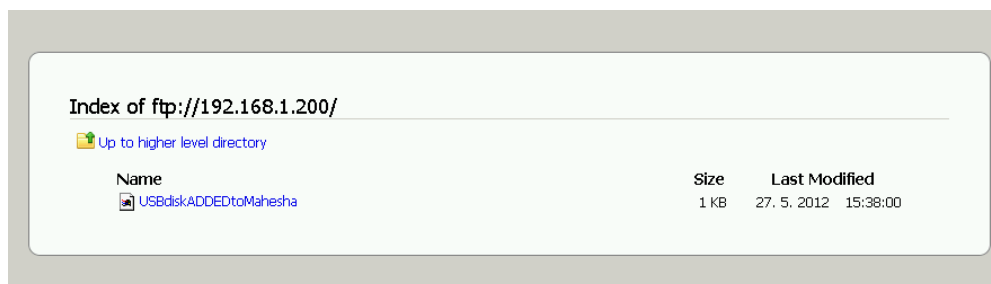 Index of ftp://192.168.1.200/
Up to higher level directory
Name Size Last Modified
USBdiskADDEDtoMahesha 1 KB 27. 5. 2012 15:38:00